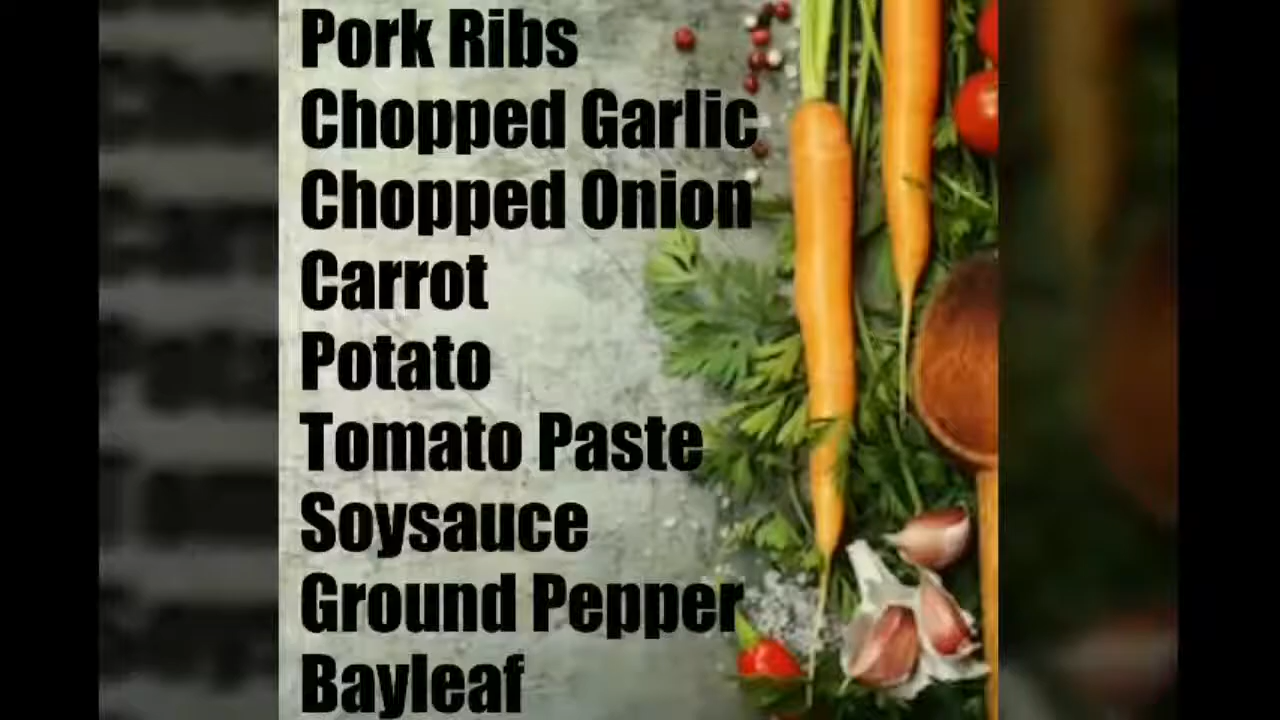 Pork Ribs
Chopped Garlic
Chopped Onion
Carrot
Potato
Tomato Paste
Soysauce
Ground Pepper
Bayleaf